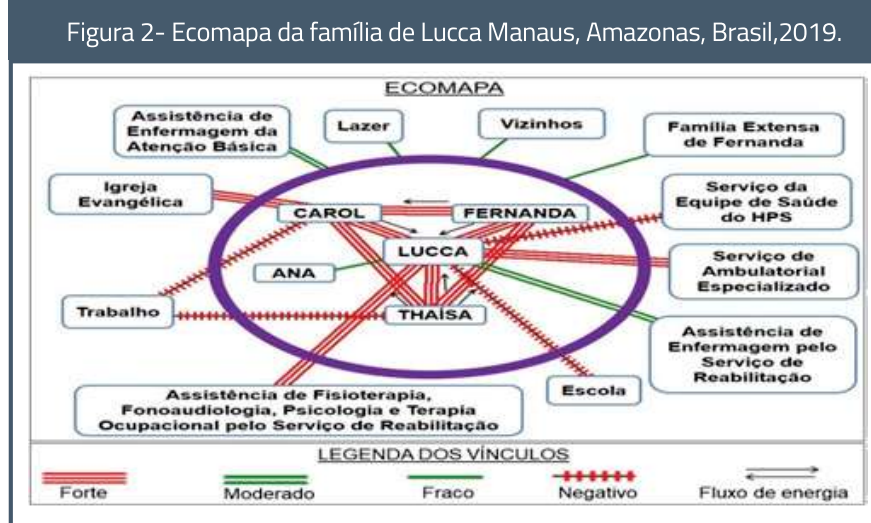 Figura 2- Ecomapa da família de Lucca Manaus, Amazonas, Brasil,2019.
ECOMAPA
Assistência de
Enfermagem da
Atenção Básica
Lazer
Vizinhos
Família Extensa
de Fernanda
Igreja
Evangélica
CAROL
FERNANDA
Serviço da
Equipe de Saúde
do HPS
LUCCA
ANA
Serviço de
Ambulatorial
Especializado
Trabalho
THAÍSA
Assistência de
Enfermagem pelo
Serviço de
Reabilitação
Escola
Assistência de Fisioterapia,
Fonoaudiologia, Psicologia e Terapia
Ocupacional pelo Serviço de Reabilitação
LEGENDA DOS VÍNCULOS
Forte
Moderado
Fraco
Negativo
Fluxo de energia